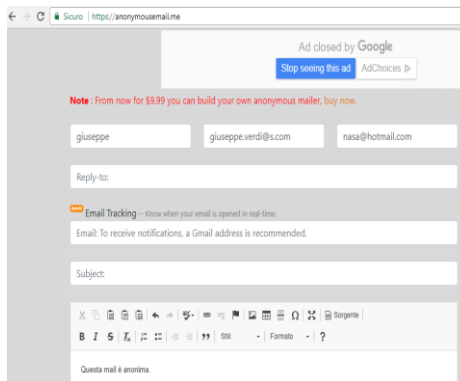 Sicuro | https://anonymousemail.me
Ad closed by Google
Stop seeing this ad AdChoices
Note : From now for $9.99 you can build your own anonymous mailer, buy now.
giuseppe giuseppe.verdi@s.com nasa@hotmail.com
Reply-to:
Email Tracking – Know when your email is opened in real-time.
Email: To receive notifications, a Gmail address is recommended.
Subject:
Sorgente
B I S Stili Formato ?
Questa mail è anonima.